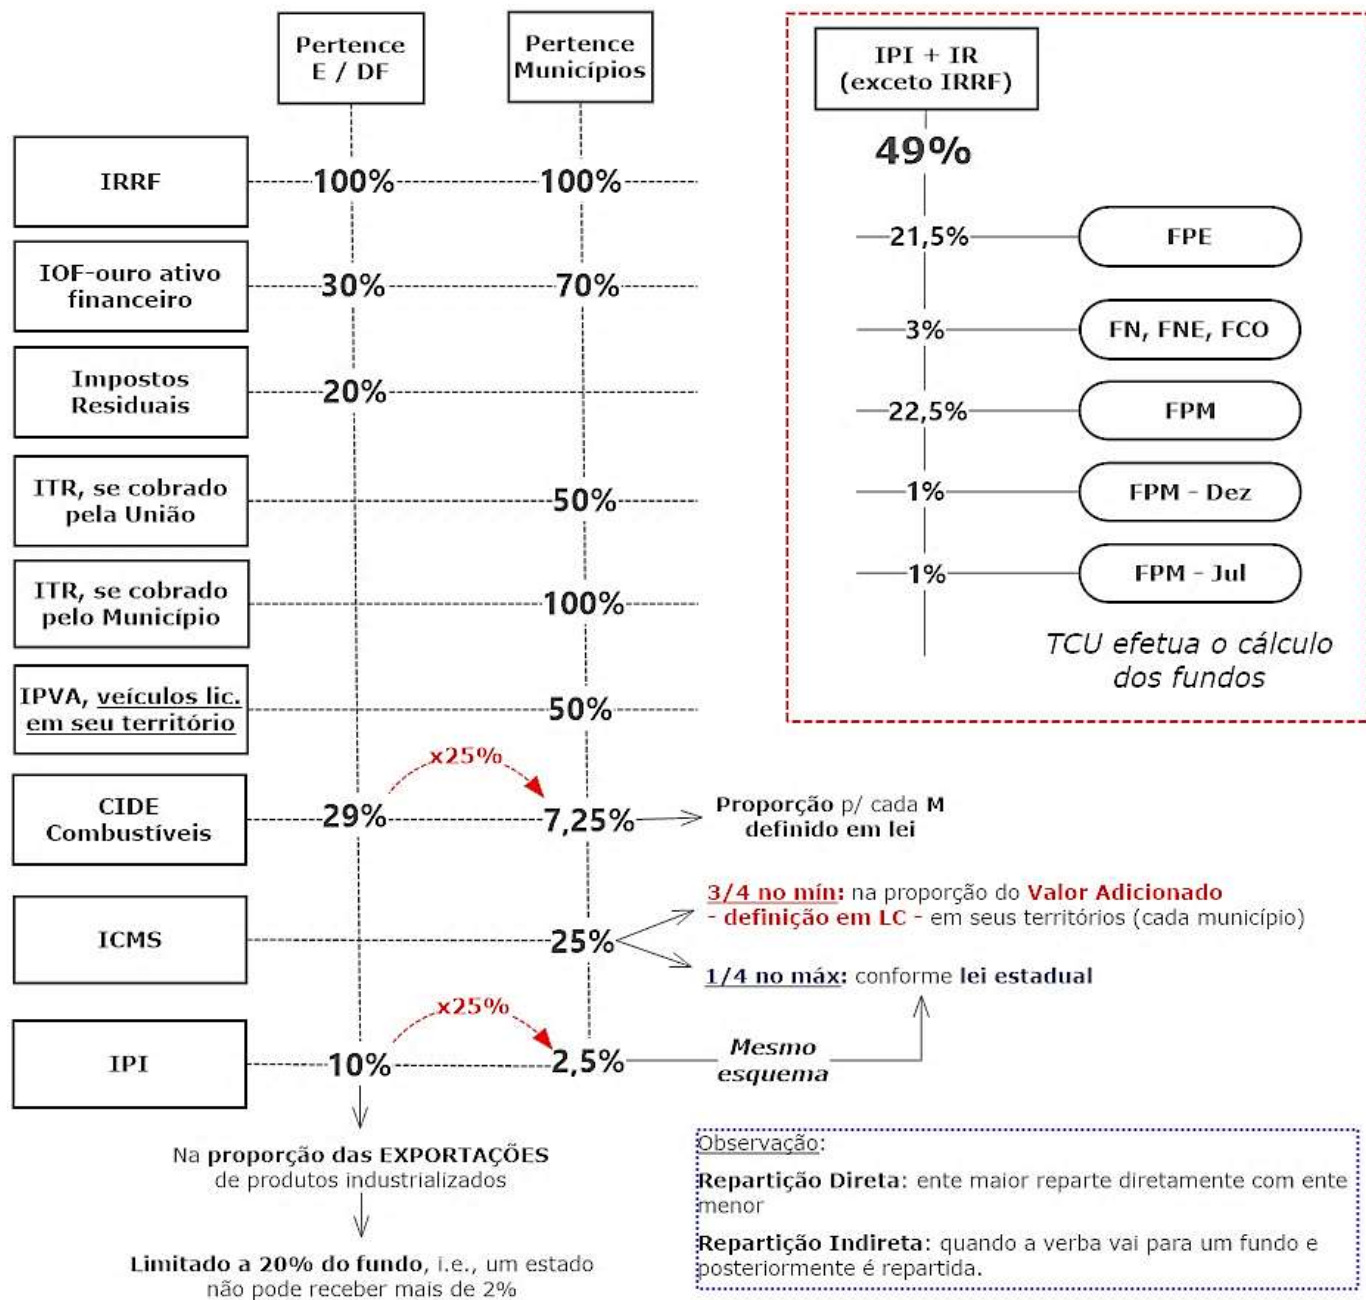 Pertence
E / DF
Pertence
Municípios
IRRF
100%
100%
IOF-ouro ativo
financeiro
30%
70%
Impostos
Residuais
20%
ITR, se cobrado
pela União
50%
ITR, se cobrado
pelo Município
100%
IPVA, veículos lic.
em seu território
50%
x25%
CIDE
Combustíveis
29%
7,25%
Proporção p/ cada M
definido em lei
ICMS
25%
3/4 no mín: na proporção do Valor Adicionado
- definição em LC - em seus territórios (cada município)
1/4 no máx: conforme lei estadual
x25%
IPI
10%
2,5%
Mesmo
esquema
Na proporção das EXPORTAÇÕES
de produtos industrializados
Limitado a 20% do fundo, i.e., um estado
não pode receber mais de 2%
IPI + IR
(exceto IRRF)
49%
21,5%
FPE
3%
FN, FNE, FCO
22,5%
FPM
1%
FPM - Dez
1%
FPM - Jul
TCU efetua o cálculo
dos fundos
Observação:
Repartição Direta: ente maior reparte diretamente com ente
menor
Repartição Indireta: quando a verba vai para um fundo e
posteriormente é repartida.